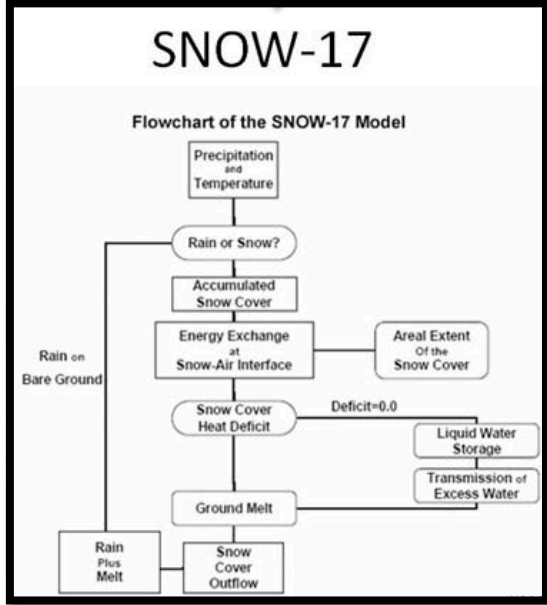 SNOW-17
Flowchart of the SNOW-17 Model
Precipitation
and
Temperature
Rain or Snow?
Accumulated
Snow Cover
Energy Exchange
at
Snow-Air Interface
Areal Extent
Of the
Snow Cover
Rain on
Bare Ground
Snow Cover
Heat Deficit
Deficit=0.0
Liquid Water
Storage
Transmission of
Excess Water
Ground Melt
Rain
Plus
Melt
Snow
Cover
Outflow